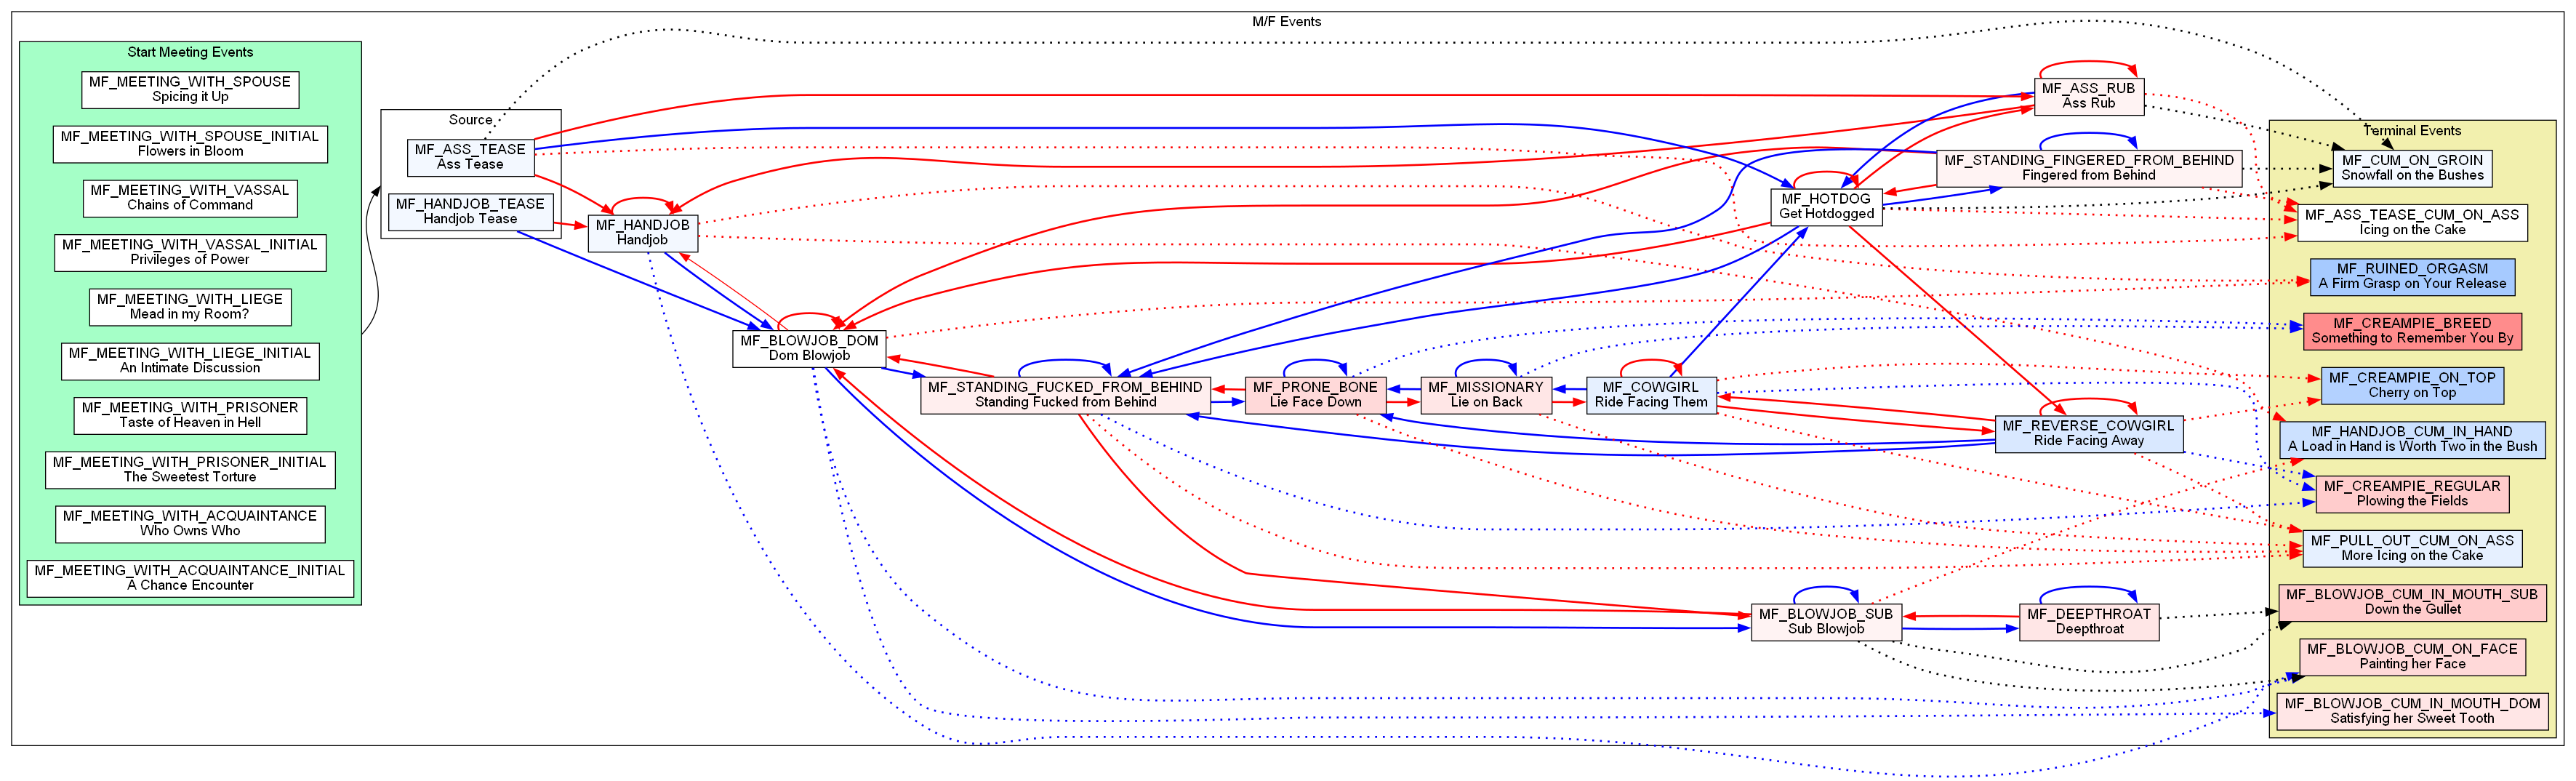 M/F Events
Start Meeting Events
MF_MEETING_WITH_SPOUSE
Spicing it Up
MF_MEETING_WITH_SPOUSE_INITIAL
Flowers in Bloom
MF_MEETING_WITH_VASSAL
Chains of Command
MF_MEETING_WITH_VASSAL_INITIAL
Privileges of Power
MF_MEETING_WITH_LIEGE
Mead in my Room?
MF_MEETING_WITH_LIEGE_INITIAL
An Intimate Discussion
MF_MEETING_WITH_PRISONER
Taste of Heaven in Hell
MF_MEETING_WITH_PRISONER_INITIAL
The Sweetest Torture
MF_MEETING_WITH_ACQUAINTANCE
Who Owns Who
MF_MEETING_WITH_ACQUAINTANCE_INITIAL
A Chance Encounter
Source
MF_ASS_TEASE
Ass Tease
MF_HANDJOB_TEASE
Handjob Tease
MF_HANDJOB
Handjob
MF_BLOWJOB_DOM
Dom Blowjob
MF_STANDING_FUCKED_FROM_BEHIND
Standing Fucked from Behind
MF_PRONE_BONE
Lie Face Down
MF_MISSIONARY
Lie on Back
MF_COWGIRL
Ride Facing Them
MF_HOTDOG
Get Hotdogged
MF_BLOWJOB_SUB
Sub Blowjob
MF_ASS_RUB
Ass Rub
MF_STANDING_FINGERED_FROM_BEHIND
Fingered from Behind
MF_REVERSE_COWGIRL
Ride Facing Away
MF_DEEPTHROAT
Deepthroat
Terminal Events
MF_CUM_ON_GROIN
Snowfall on the Bushes
MF_ASS_TEASE_CUM_ON_ASS
Icing on the Cake
MF_RUINED_ORGASM
A Firm Grasp on Your Release
MF_CREAMPIE_BREED
Something to Remember You By
MF_CREAMPIE_ON_TOP
Cherry on Top
MF_HANDJOB_CUM_IN_HAND
A Load in Hand is Worth Two in the Bush
MF_CREAMPIE_REGULAR
Plowing the Fields
MF_PULL_OUT_CUM_ON_ASS
More Icing on the Cake
MF_BLOWJOB_CUM_IN_MOUTH_SUB
Down the Gullet
MF_BLOWJOB_CUM_ON_FACE
Painting her Face
MF_BLOWJOB_CUM_IN_MOUTH_DOM
Satisfying her Sweet Tooth